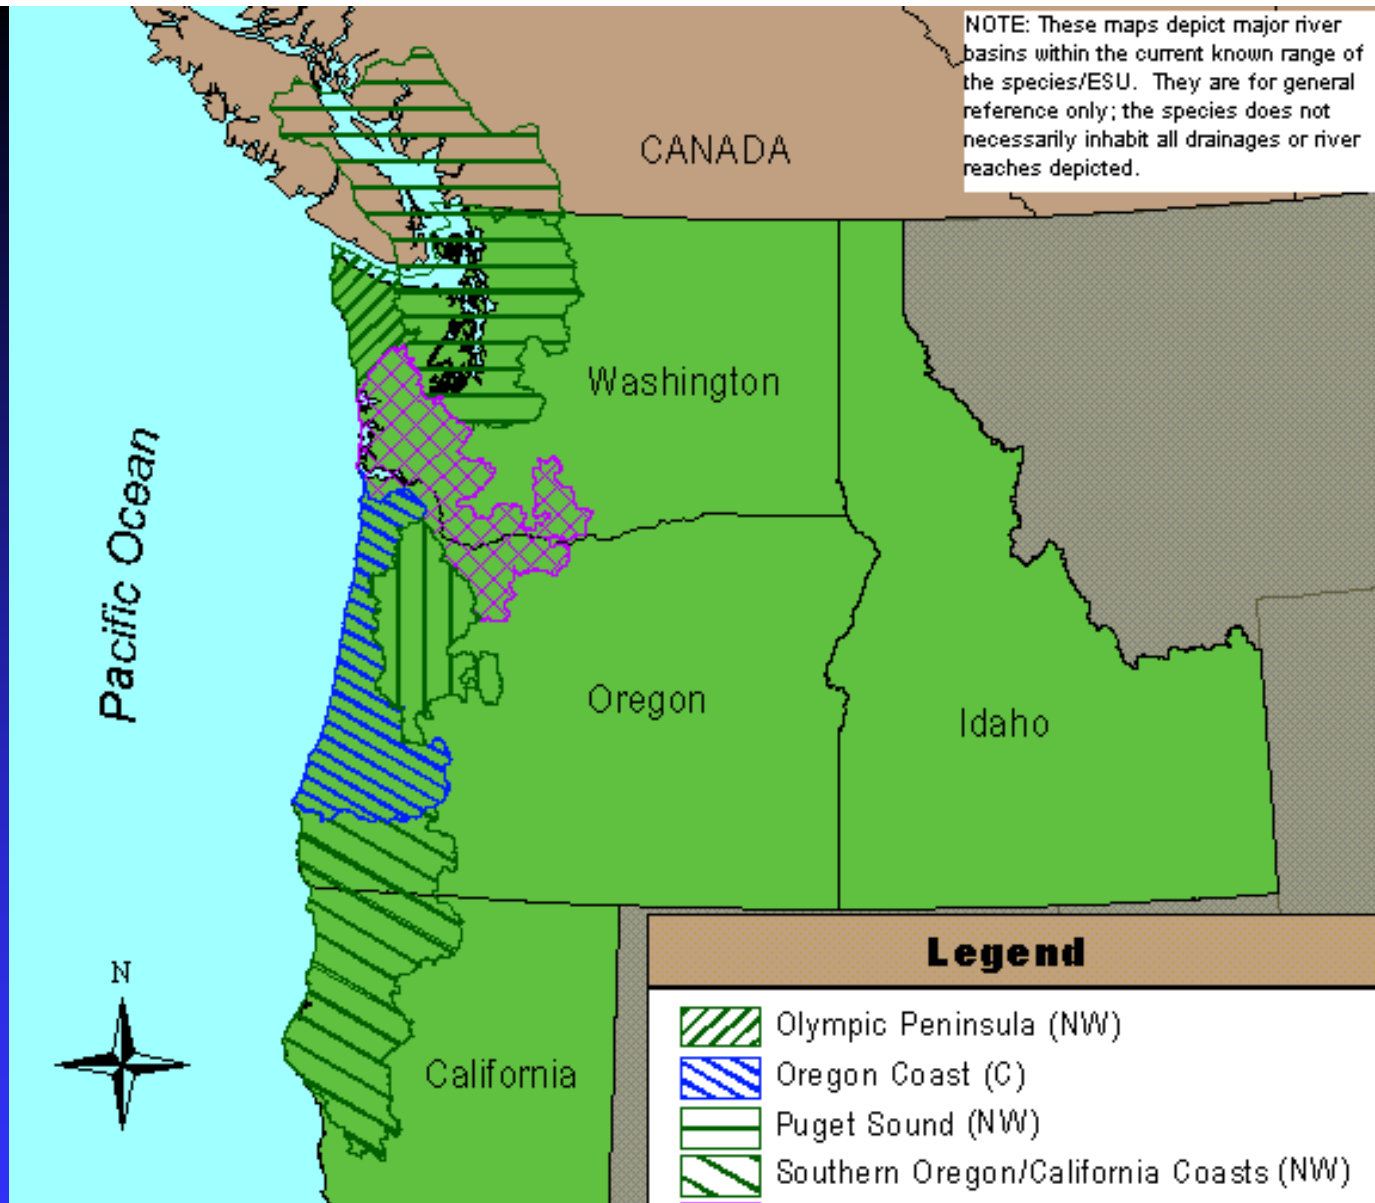 NOTE: These maps depict major river
basins within the current known range of
the species/ESU. They are for general
reference only; the species does not
necessarily inhabit all drainages or river
reaches depicted.
CANADA
Washington
Pacific Ocean
Oregon
Idaho
N
California
Legend
Olympic Peninsula (NW)
Oregon Coast (C)
Puget Sound (NW)
Southern Oregon/California Coasts (NW)